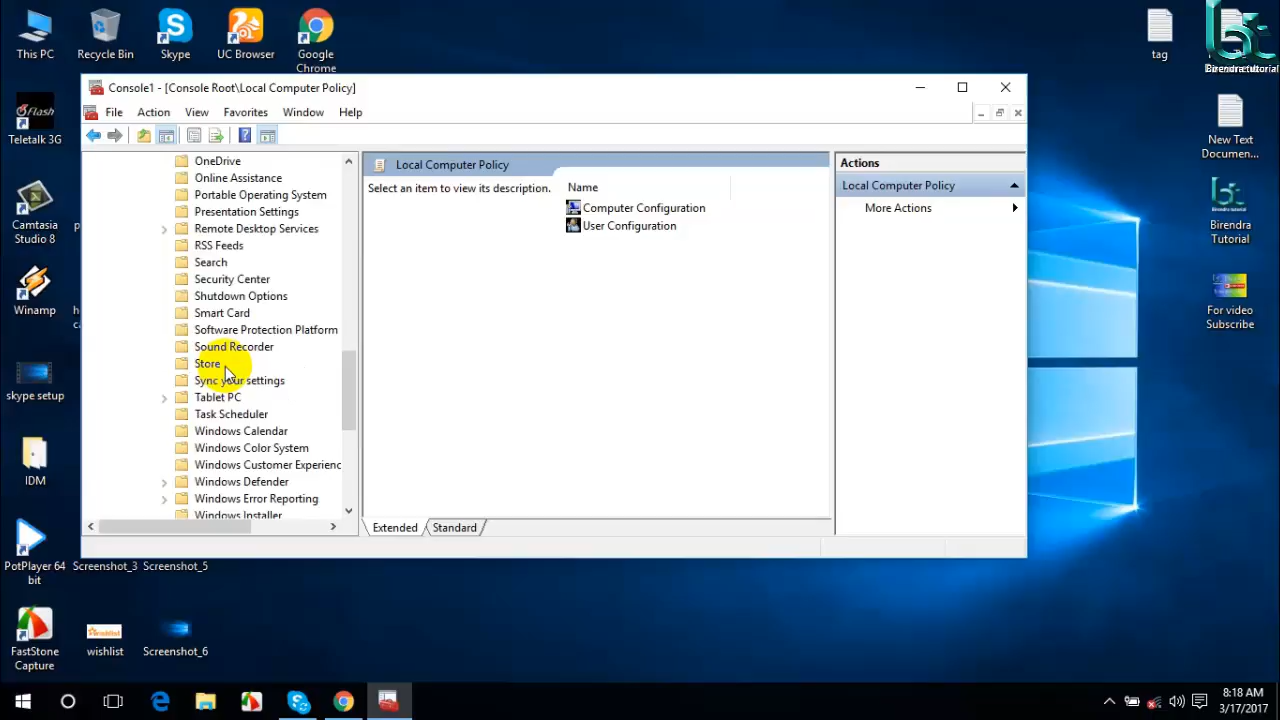 This PC
Recycle Bin
Skype
UC Browser
Google
Chrome
tag
Birendra tutorial
Console1 - [Console Root\Local Computer Policy]
File Action View Favorites Window Help
Flash
Teletalk 3G
Camtasia
Studio 8
Winamp
skype setup
IDM
PotPlayer 64
bit
Screenshot_3
Screenshot_5
FastStone
Capture
wishlist
Screenshot_6
OneDrive
Online Assistance
Portable Operating System
Presentation Settings
Remote Desktop Services
RSS Feeds
Search
Security Center
Shutdown Options
Smart Card
Software Protection Platform
Sound Recorder
Store
Sync your settings
Tablet PC
Task Scheduler
Windows Calendar
Windows Color System
Windows Customer Experienc
Windows Defender
Windows Error Reporting
Windows Installer
Local Computer Policy
Select an item to view its description.
Name
Computer Configuration
User Configuration
Extended
Standard
Actions
Local Computer Policy
More Actions
New Text
Documen...
Birendra
Tutorial
For video
Subscribe
8:18 AM
3/17/2017